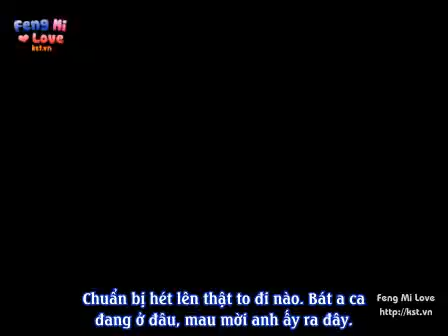 Feng Mi
Love
kst.vn
Chuẩn bị hét lên thật to đi nào. Bát a ca
đang ở đâu, mau mời anh ấy ra đây.
Feng Mi Love
http://kst.vn